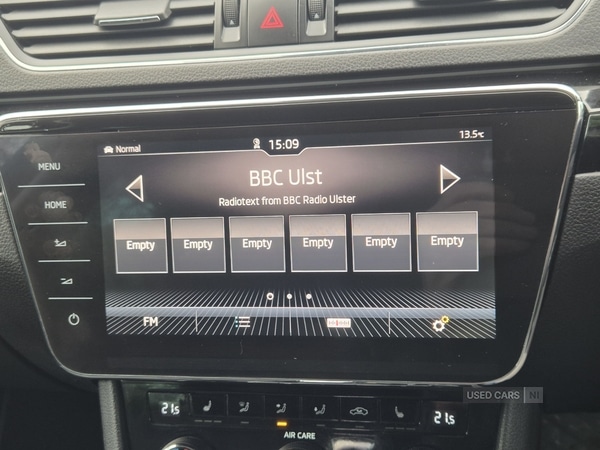 Normal 15:09 13.5°C
MENU
HOME
BBC Ulst
Radiotext from BBC Radio Ulster
Empty Empty Empty Empty Empty Empty
FM
21.5 21.5
AIR CARE
USED CARS NI